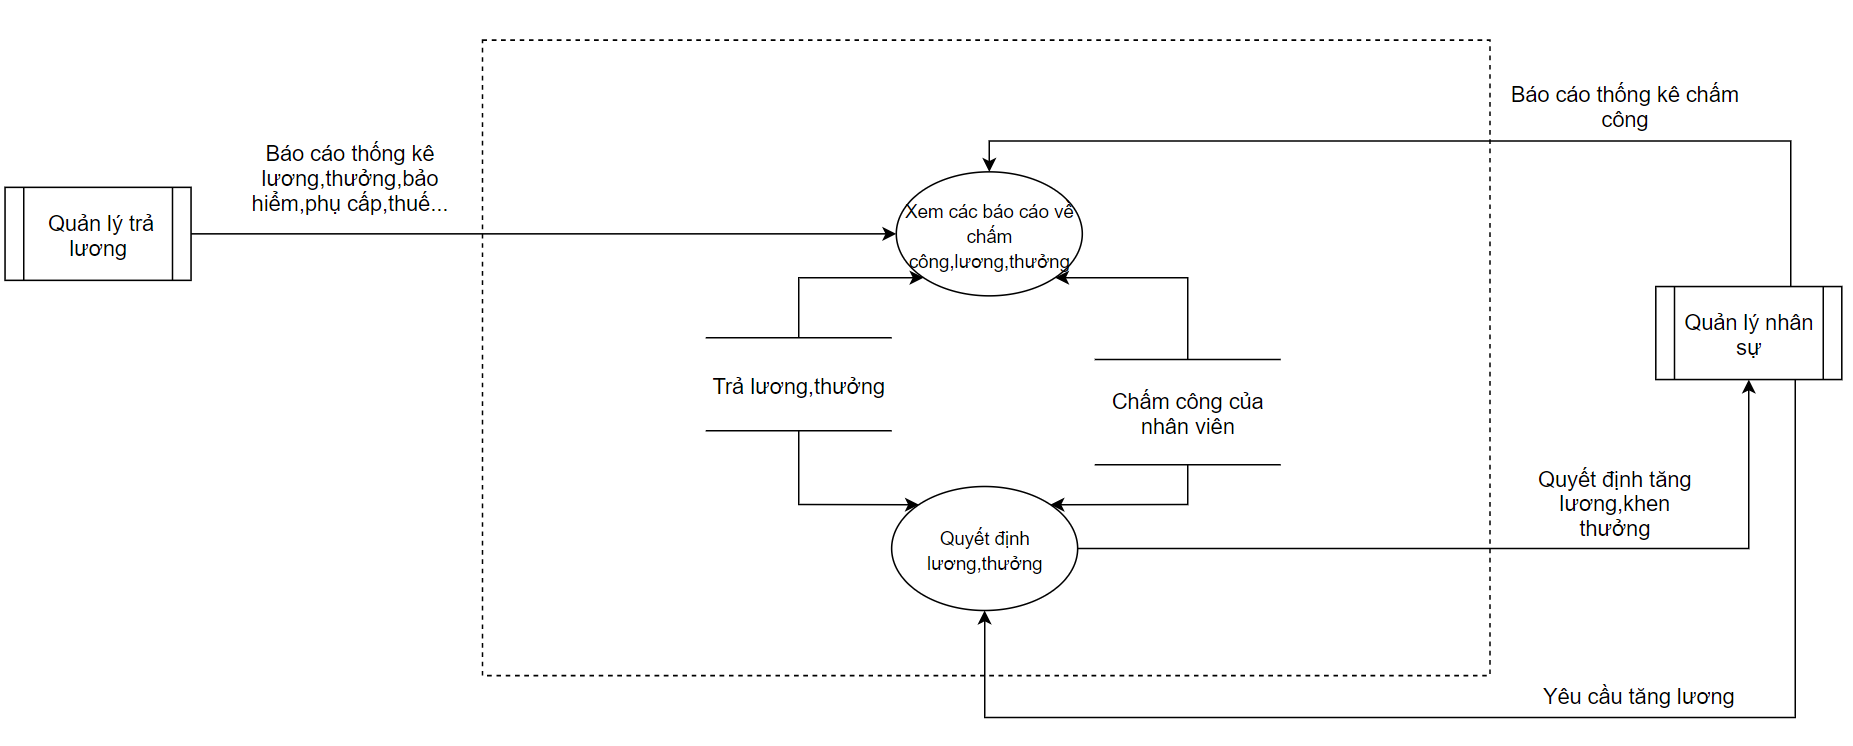 Báo cáo thống kê chấm
công
Báo cáo thống kê
lương,thưởng,bảo
hiểm,phụ cấp,thuế...
Quản lý trả
lương
Xem các báo cáo về
chấm
công,lương,thưởng
Quản lý nhân
sự
Trả lương,thưởng
Chấm công của
nhân viên
Quyết định tăng
lương,khen
thưởng
Quyết định
lương,thưởng
Yêu cầu tăng lương